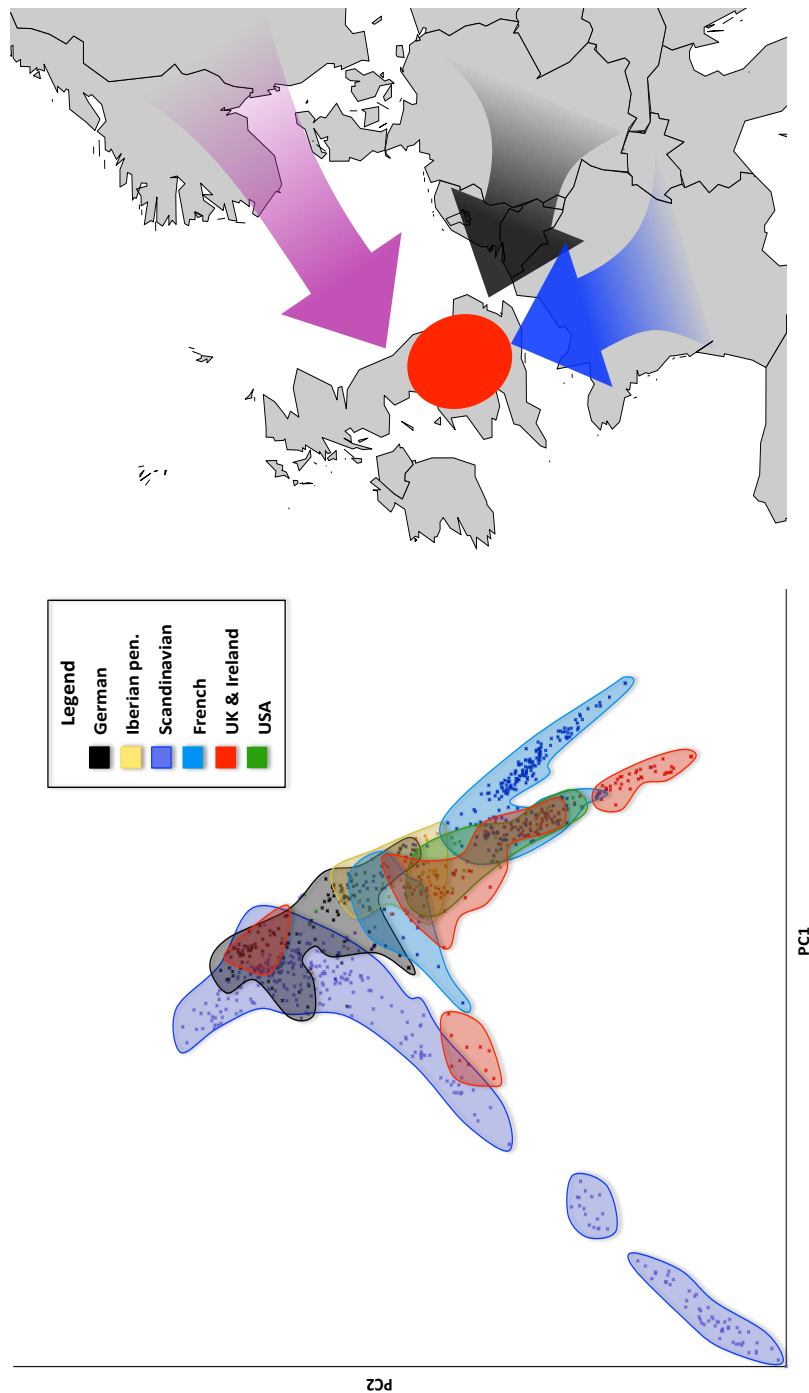 Legend
German
Iberian pen.
Scandinavian
French
UK & Ireland
USA
PC1
PC2